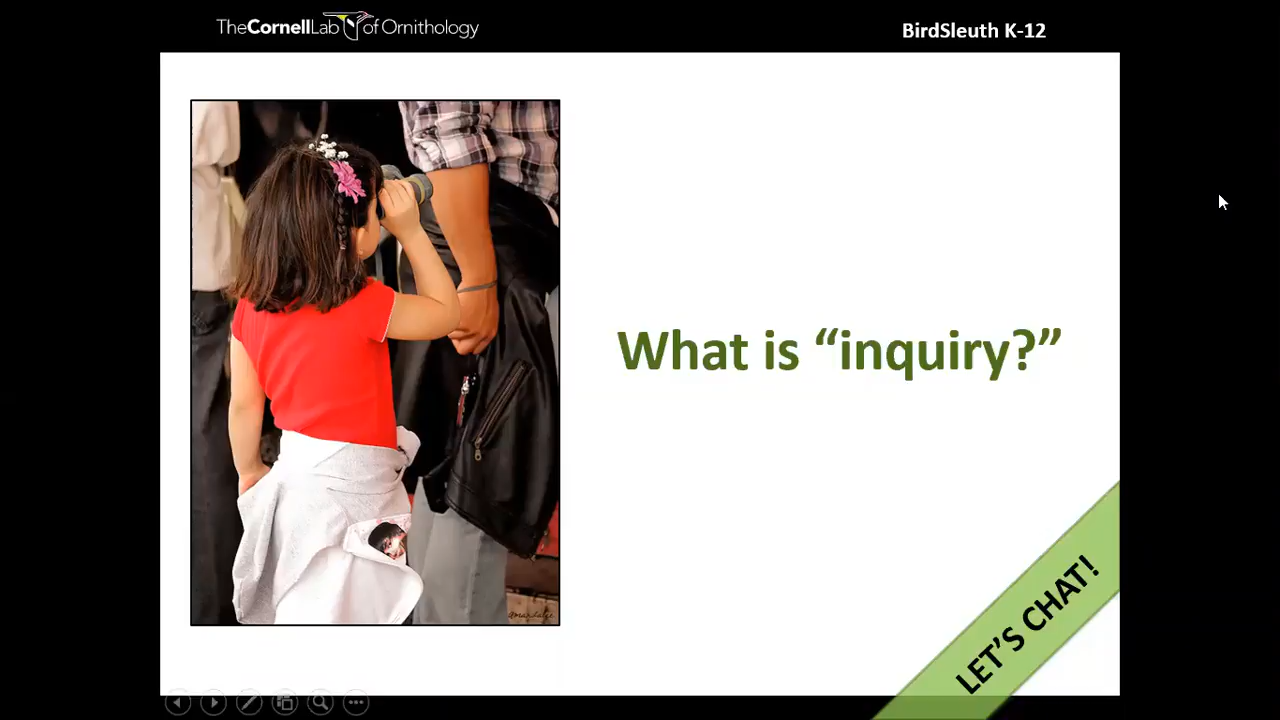 TheCornellLab of Ornithology
BirdSleuth K-12
What is “inquiry?”
LET'S CHAT!